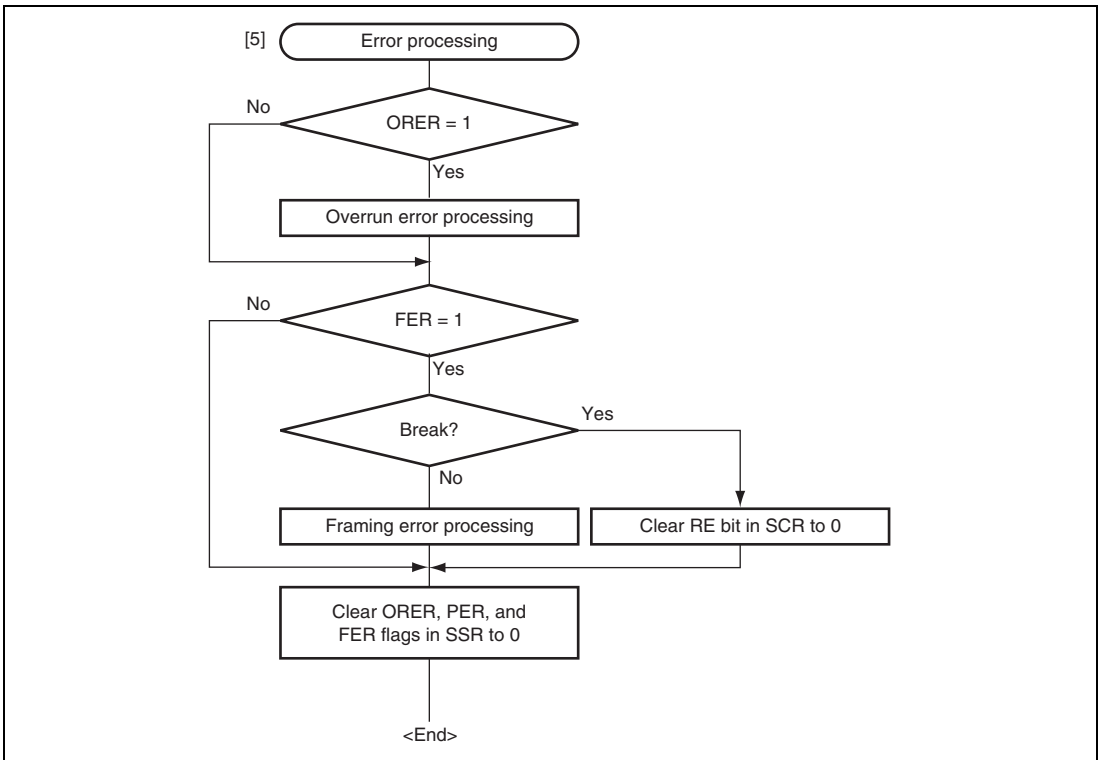 [5] Error processing
No
ORER = 1
Yes
Overrun error processing
No
FER = 1
Yes
Yes
Break?
No
Framing error processing
Clear RE bit in SCR to 0
Clear ORER, PER, and
FER flags in SSR to 0
<End>